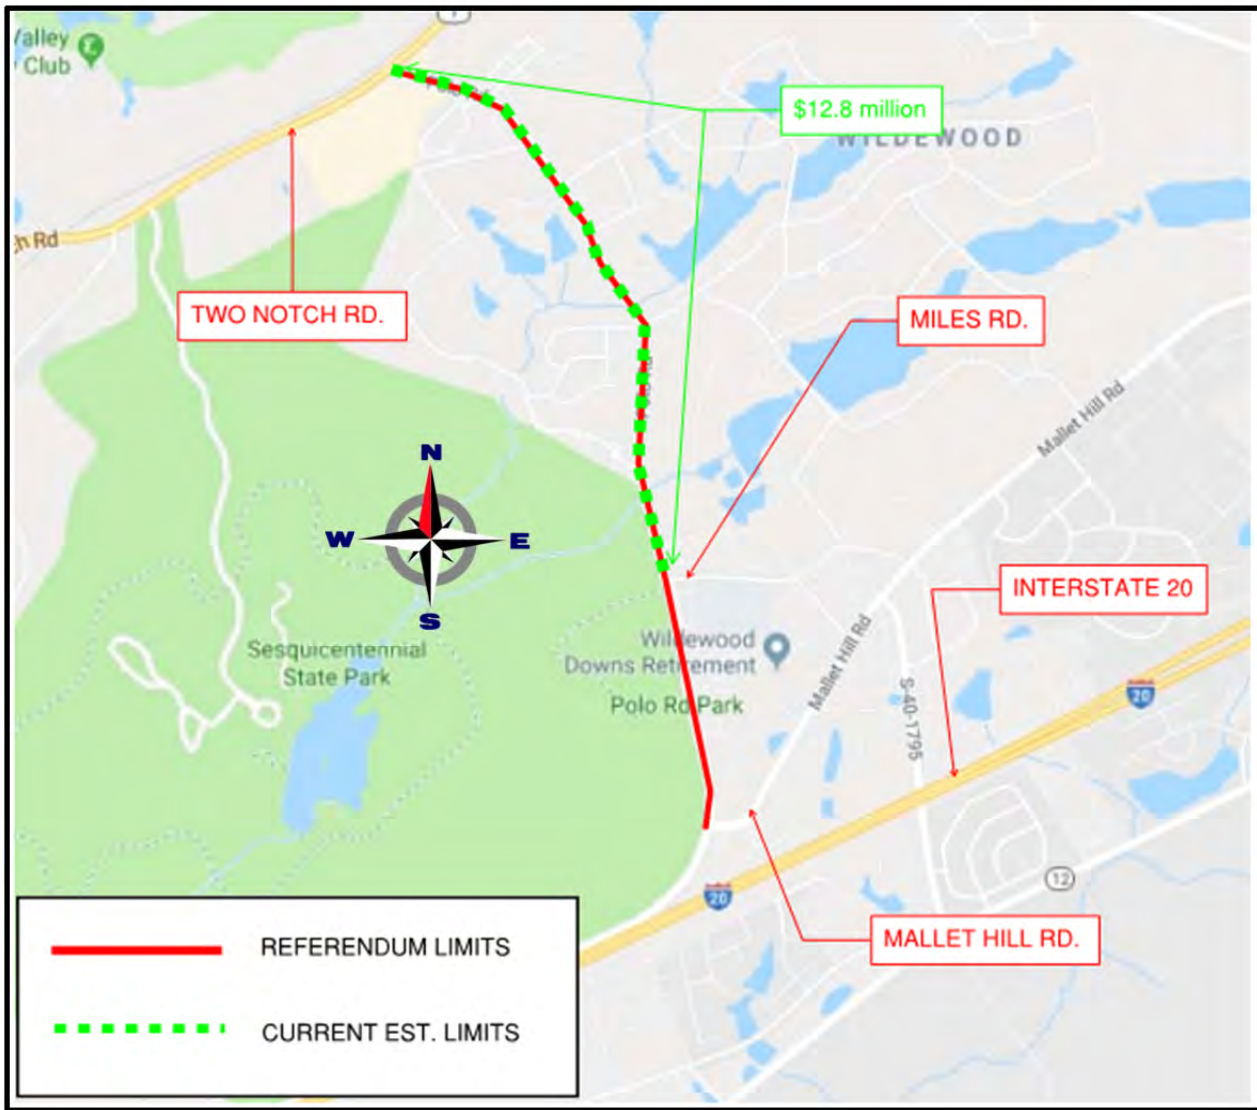 Valley
Club
1
$12.8 million
WILDEWOOD
gh Rd
TWO NOTCH RD.
MILES RD.
Mallet Hill Rd
N
W
E
S
INTERSTATE 20
Sesquicentennial
State Park
Wildewood
Downs Retirement
Polo Rd Park
Mallet Hill Rd
S-40-1795
20
20
12
MALLET HILL RD.
REFERENDUM LIMITS
CURRENT EST. LIMITS